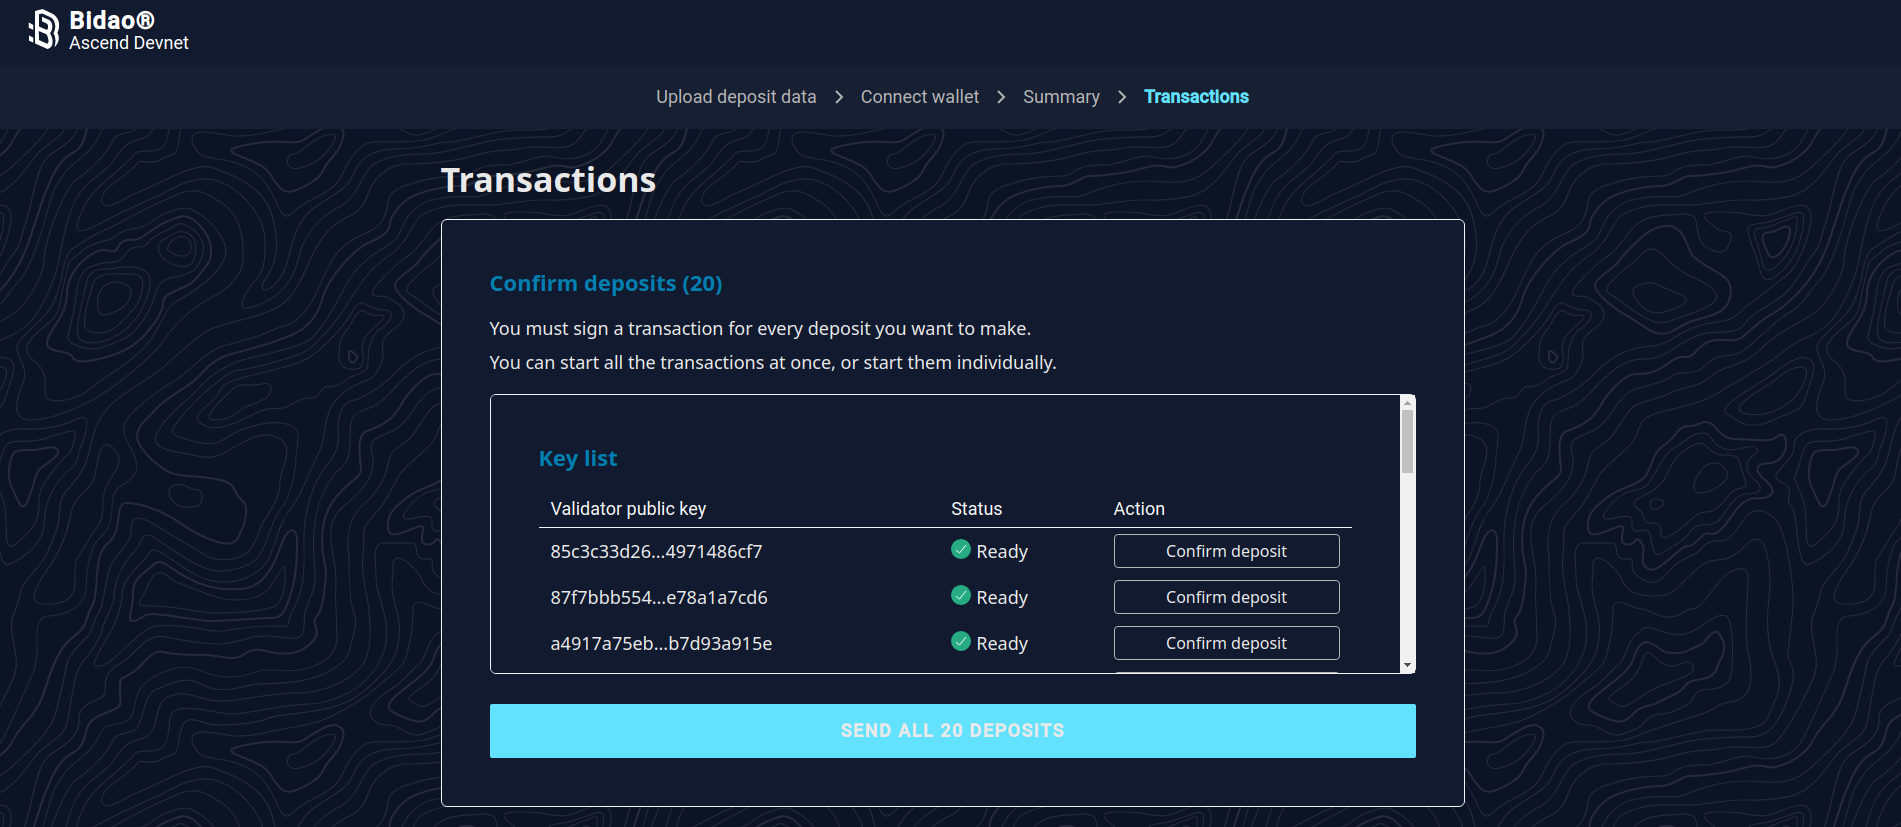 Bidao®
Ascend Devnet
Upload deposit data > Connect wallet > Summary > Transactions
Transactions
Confirm deposits (20)
You must sign a transaction for every deposit you want to make.
You can start all the transactions at once, or start them individually.
Key list
Validator public key Status Action
85c3c33d26...4971486cf7 Ready Confirm deposit
87f7bbb554...e78a1a7cd6 Ready Confirm deposit
a4917a75eb...b7d93a915e Ready Confirm deposit
SEND ALL 20 DEPOSITS